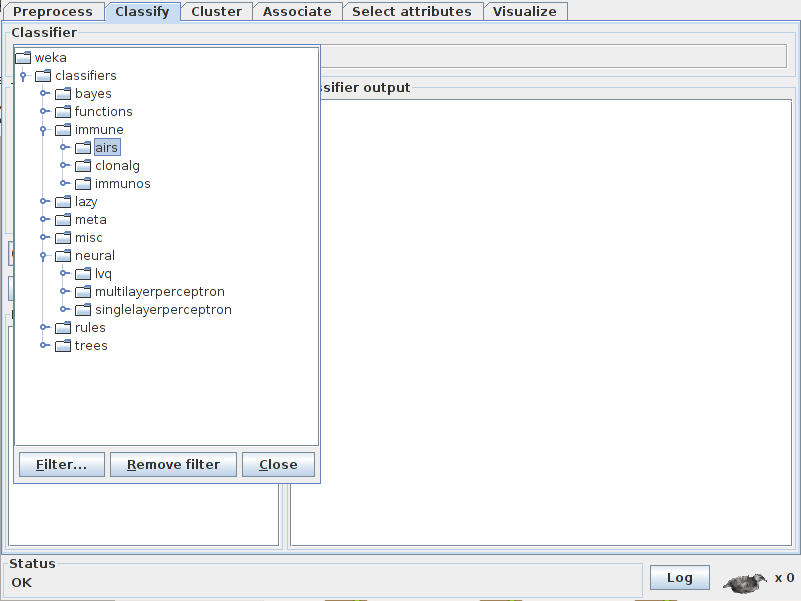 Preprocess Classify Cluster Associate Select attributes Visualize
Classifier
weka
classifiers
ssifier output
bayes
functions
immune
airs
clonalg
immunos
lazy
meta
misc
neural
lvq
multilayerperceptron
singlelayerperceptron
rules
trees
Filter... Remove filter Close
Status
OK
Log
x 0